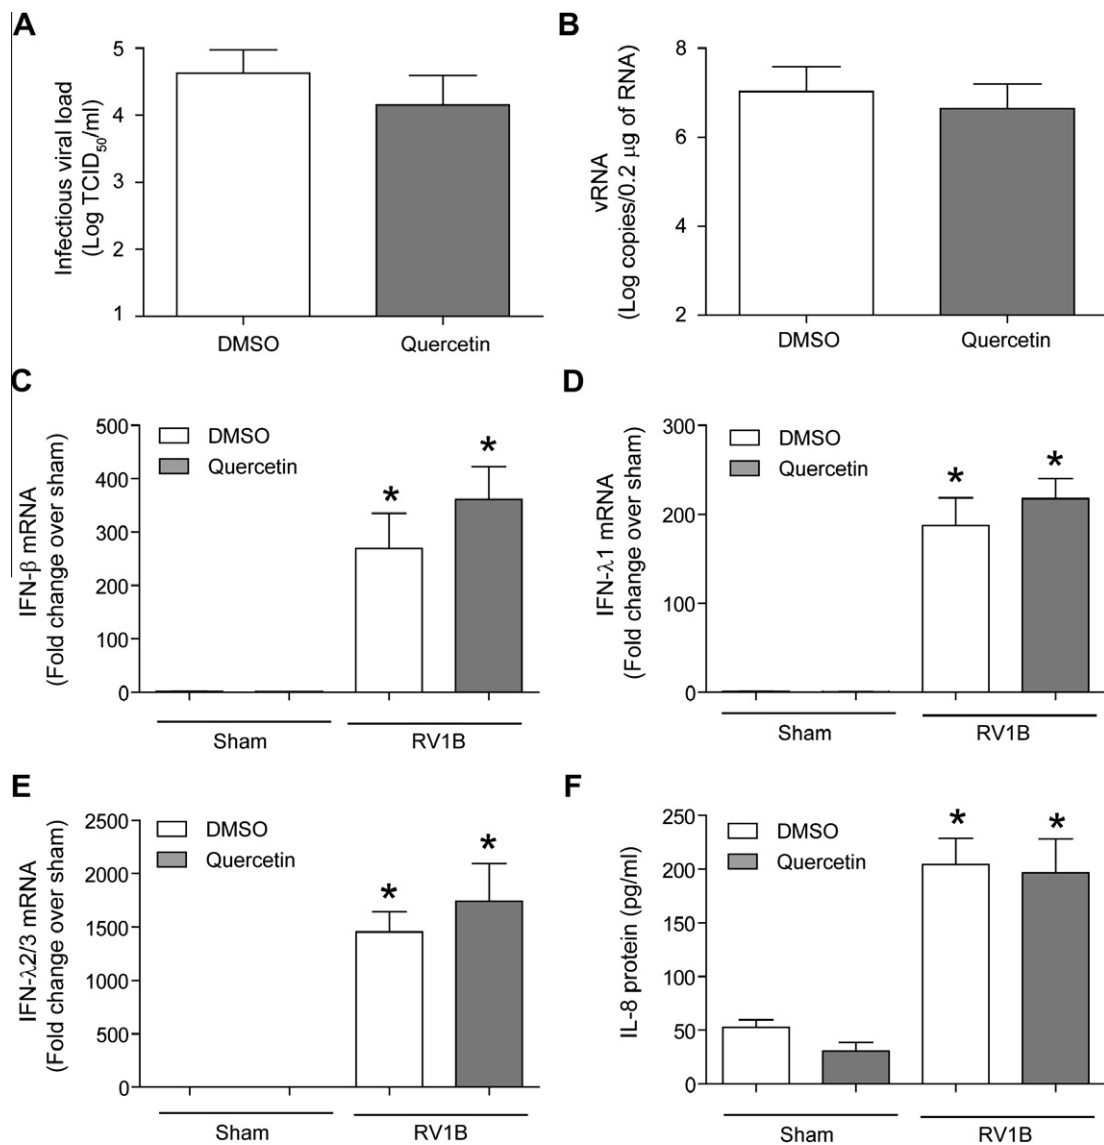 A
Infectious viral load
(Log TCID50/ml)
5
4
3
2
1
DMSO
Quercetin
B
vRNA
(Log copies/0.2 μg of RNA)
8
6
4
2
DMSO
Quercetin
C
IFN-β mRNA
(Fold change over sham)
500
400
300
200
100
0
DMSO
Quercetin
*
*
Sham
RV1B
D
IFN-λ1 mRNA
(Fold change over sham)
300
200
100
0
DMSO
Quercetin
*
*
Sham
RV1B
E
IFN-λ2/3 mRNA
(Fold change over sham)
2500
2000
1500
1000
500
0
DMSO
Quercetin
*
*
Sham
RV1B
F
IL-8 protein (pg/ml)
250
200
150
100
50
0
DMSO
Quercetin
*
*
Sham
RV1B